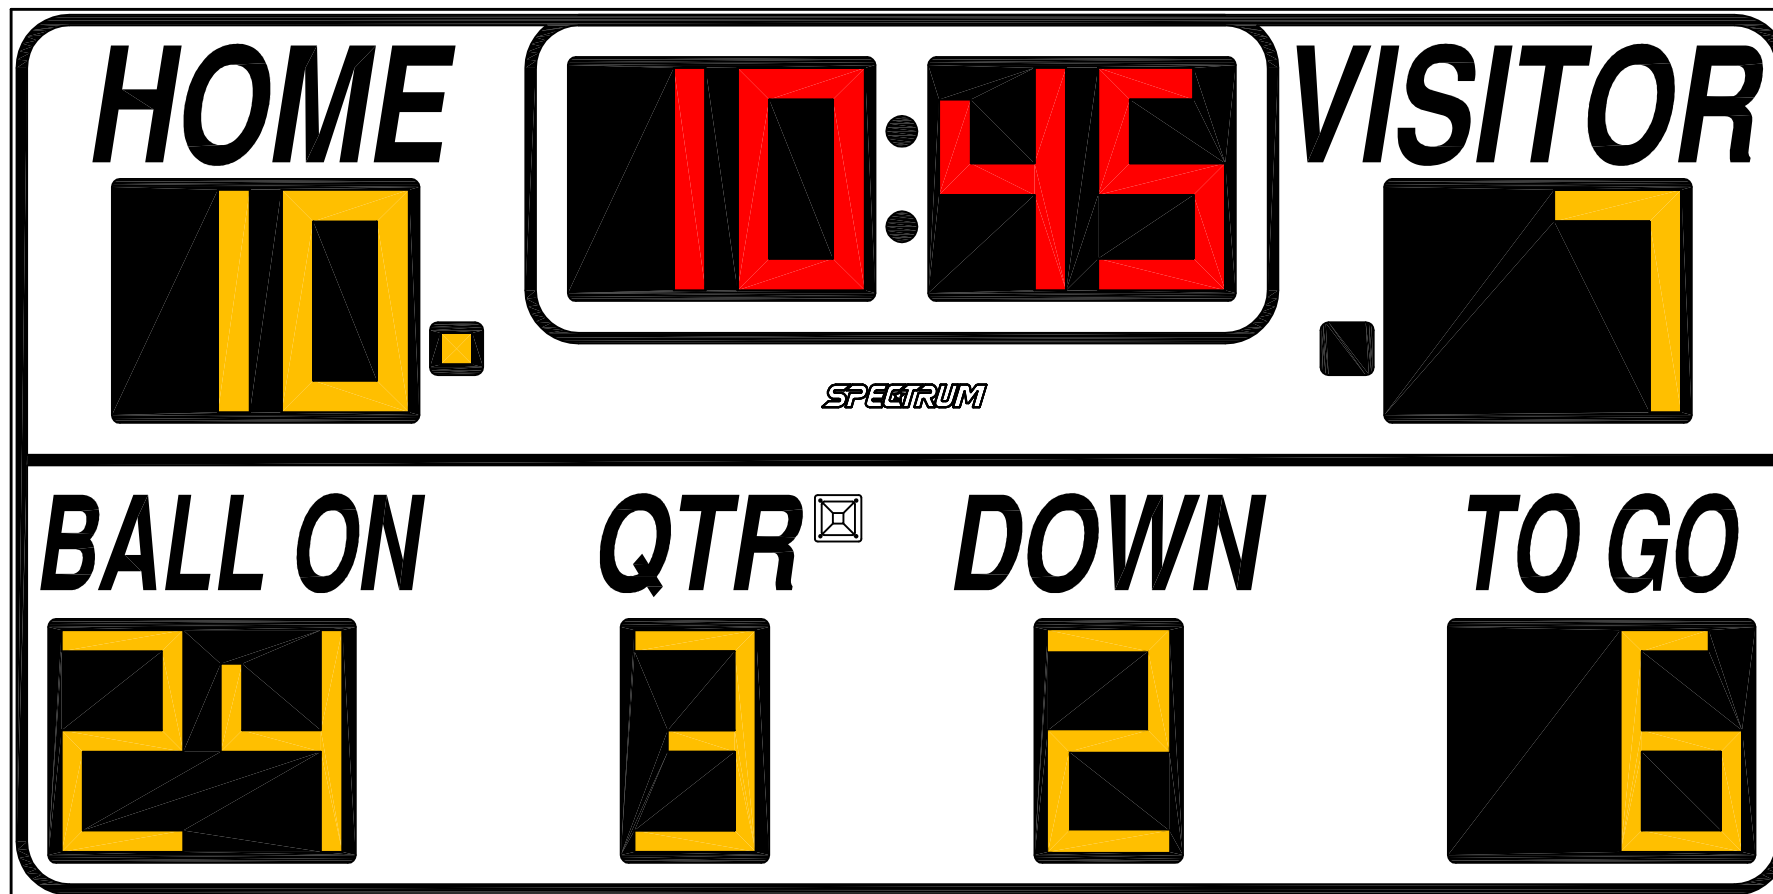 HOME 10:45 VISITOR
10 7
SPECTRUM
BALL ON QTR DOWN TO GO
24 3 2 6